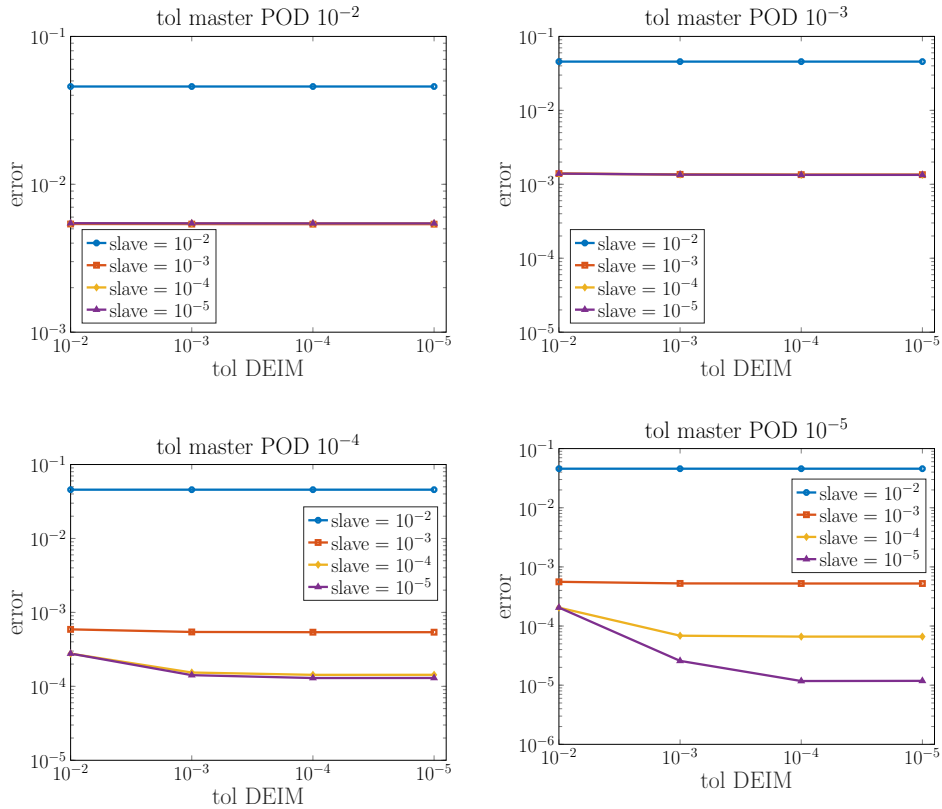 tol master POD 10⁻²
10⁻¹
10⁻²
10⁻³
error
slave = 10⁻²
slave = 10⁻³
slave = 10⁻⁴
slave = 10⁻⁵
10⁻² 10⁻³ 10⁻⁴ 10⁻⁵
tol DEIM
tol master POD 10⁻³
10⁻¹
10⁻²
10⁻³
10⁻⁴
10⁻⁵
error
slave = 10⁻²
slave = 10⁻³
slave = 10⁻⁴
slave = 10⁻⁵
10⁻² 10⁻³ 10⁻⁴ 10⁻⁵
tol DEIM
tol master POD 10⁻⁴
10⁻¹
10⁻²
10⁻³
10⁻⁴
10⁻⁵
error
slave = 10⁻²
slave = 10⁻³
slave = 10⁻⁴
slave = 10⁻⁵
10⁻² 10⁻³ 10⁻⁴ 10⁻⁵
tol DEIM
tol master POD 10⁻⁵
10⁻¹
10⁻²
10⁻³
10⁻⁴
10⁻⁵
10⁻⁶
error
slave = 10⁻²
slave = 10⁻³
slave = 10⁻⁴
slave = 10⁻⁵
10⁻² 10⁻³ 10⁻⁴ 10⁻⁵
tol DEIM